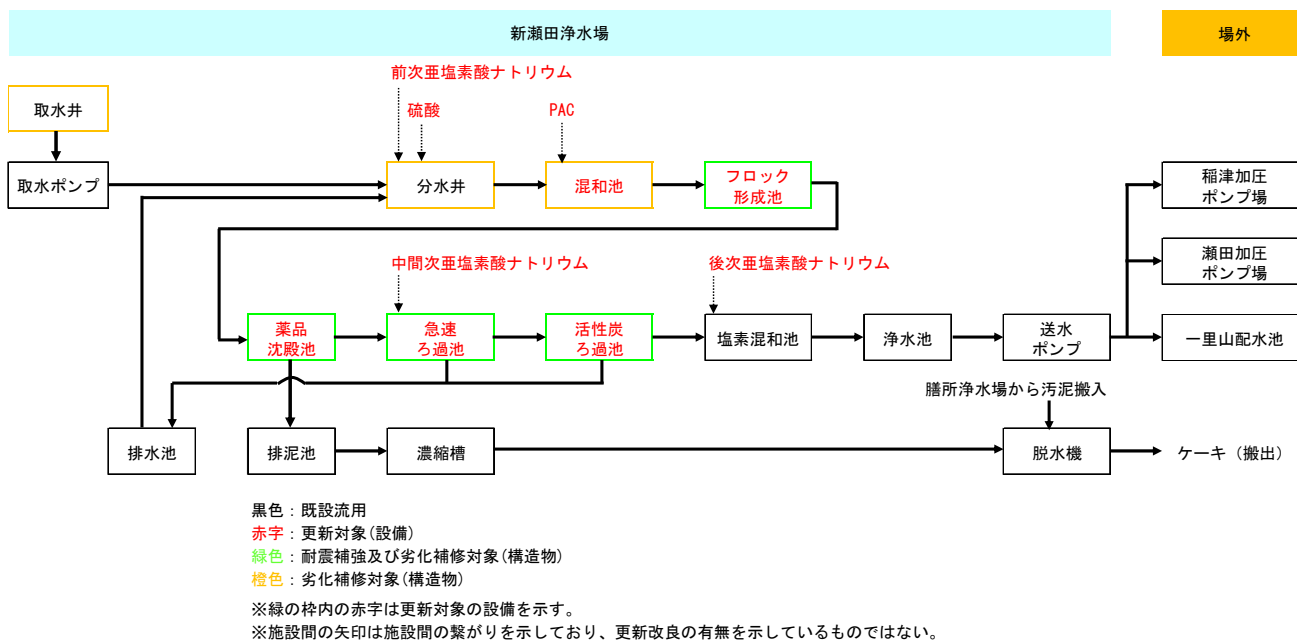 新瀬田浄水場
場外
前次亜塩素酸ナトリウム
硫酸
PAC
取水井
取水ポンプ
分水井
混和池
フロック
形成池
稲津加圧
ポンプ場
瀬田加圧
ポンプ場
中間次亜塩素酸ナトリウム
後次亜塩素酸ナトリウム
薬品
沈殿池
急速
ろ過池
活性炭
ろ過池
塩素混和池
浄水池
送水
ポンプ
一里山配水池
膳所浄水場から汚泥搬入
排水池
排泥池
濃縮槽
脱水機
ケーキ（搬出）
黒色：既設流用
赤字：更新対象(設備)
緑色：耐震補強及び劣化補修対象(構造物)
橙色：劣化補修対象(構造物)
※緑の枠内の赤字は更新対象の設備を示す。
※施設間の矢印は施設間の繋がりを示しており、更新改良の有無を示しているものではない。